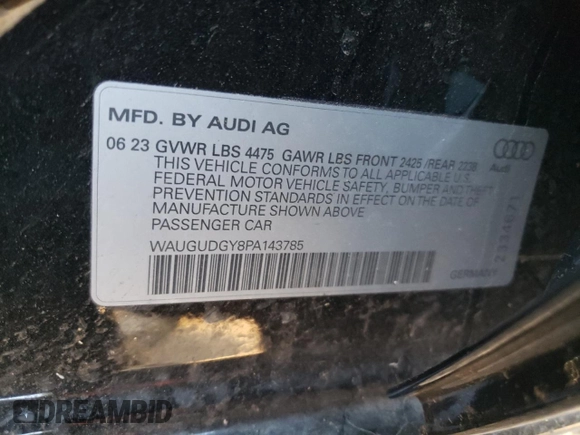 MFD. BY AUDI AG
06 23 GVWR LBS 4475 GAWR LBS FRONT 2425 /REAR 2238
THIS VEHICLE CONFORMS TO ALL APPLICABLE U.S.
FEDERAL MOTOR VEHICLE SAFETY, BUMPER AND THEFT
PREVENTION STANDARDS IN EFFECT ON THE DATE OF
MANUFACTURE SHOWN ABOVE
PASSENGER CAR
WAUGUDGY8PA143785
Audi
GERMANY
DREAMBID